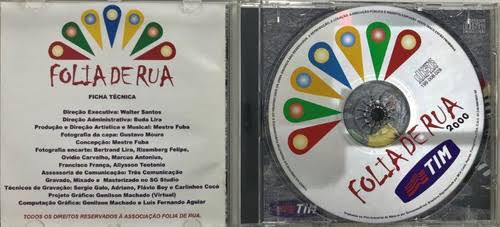 FOLIA DE RUA
FICHA TÉCNICA
Direção Executiva: Walter Santos
Direção Administrativa: Buda Lira
Produção e Direção Artística e Musical: Mestre Fuba
Fotografia da capa: Gustavo Moura
Concepção: Mestre Fuba
Fotografia encarte: Bertrand Lira, Rizemberg Felipe,
Ovídio Carvalho, Marcos Antonius,
Francisco França, Allysson Teotonio
Assessoria de Comunicação: Três Comunicação
Gravado, Mixado e Masterizado no SG Studio
Técnicos de Gravação: Sergio Galo, Adriano, Flávio Boy e Carlinhos Cocó
Projeto Gráfico: Genilson Machado (Virtual)
Computação Gráfica: Genilson Machado e Luis Fernando Aguiar
TODOS OS DIREITOS RESERVADOS À ASSOCIAÇÃO FOLIA DE RUA.
FOLIA DE RUA
2000
TIM
TIM